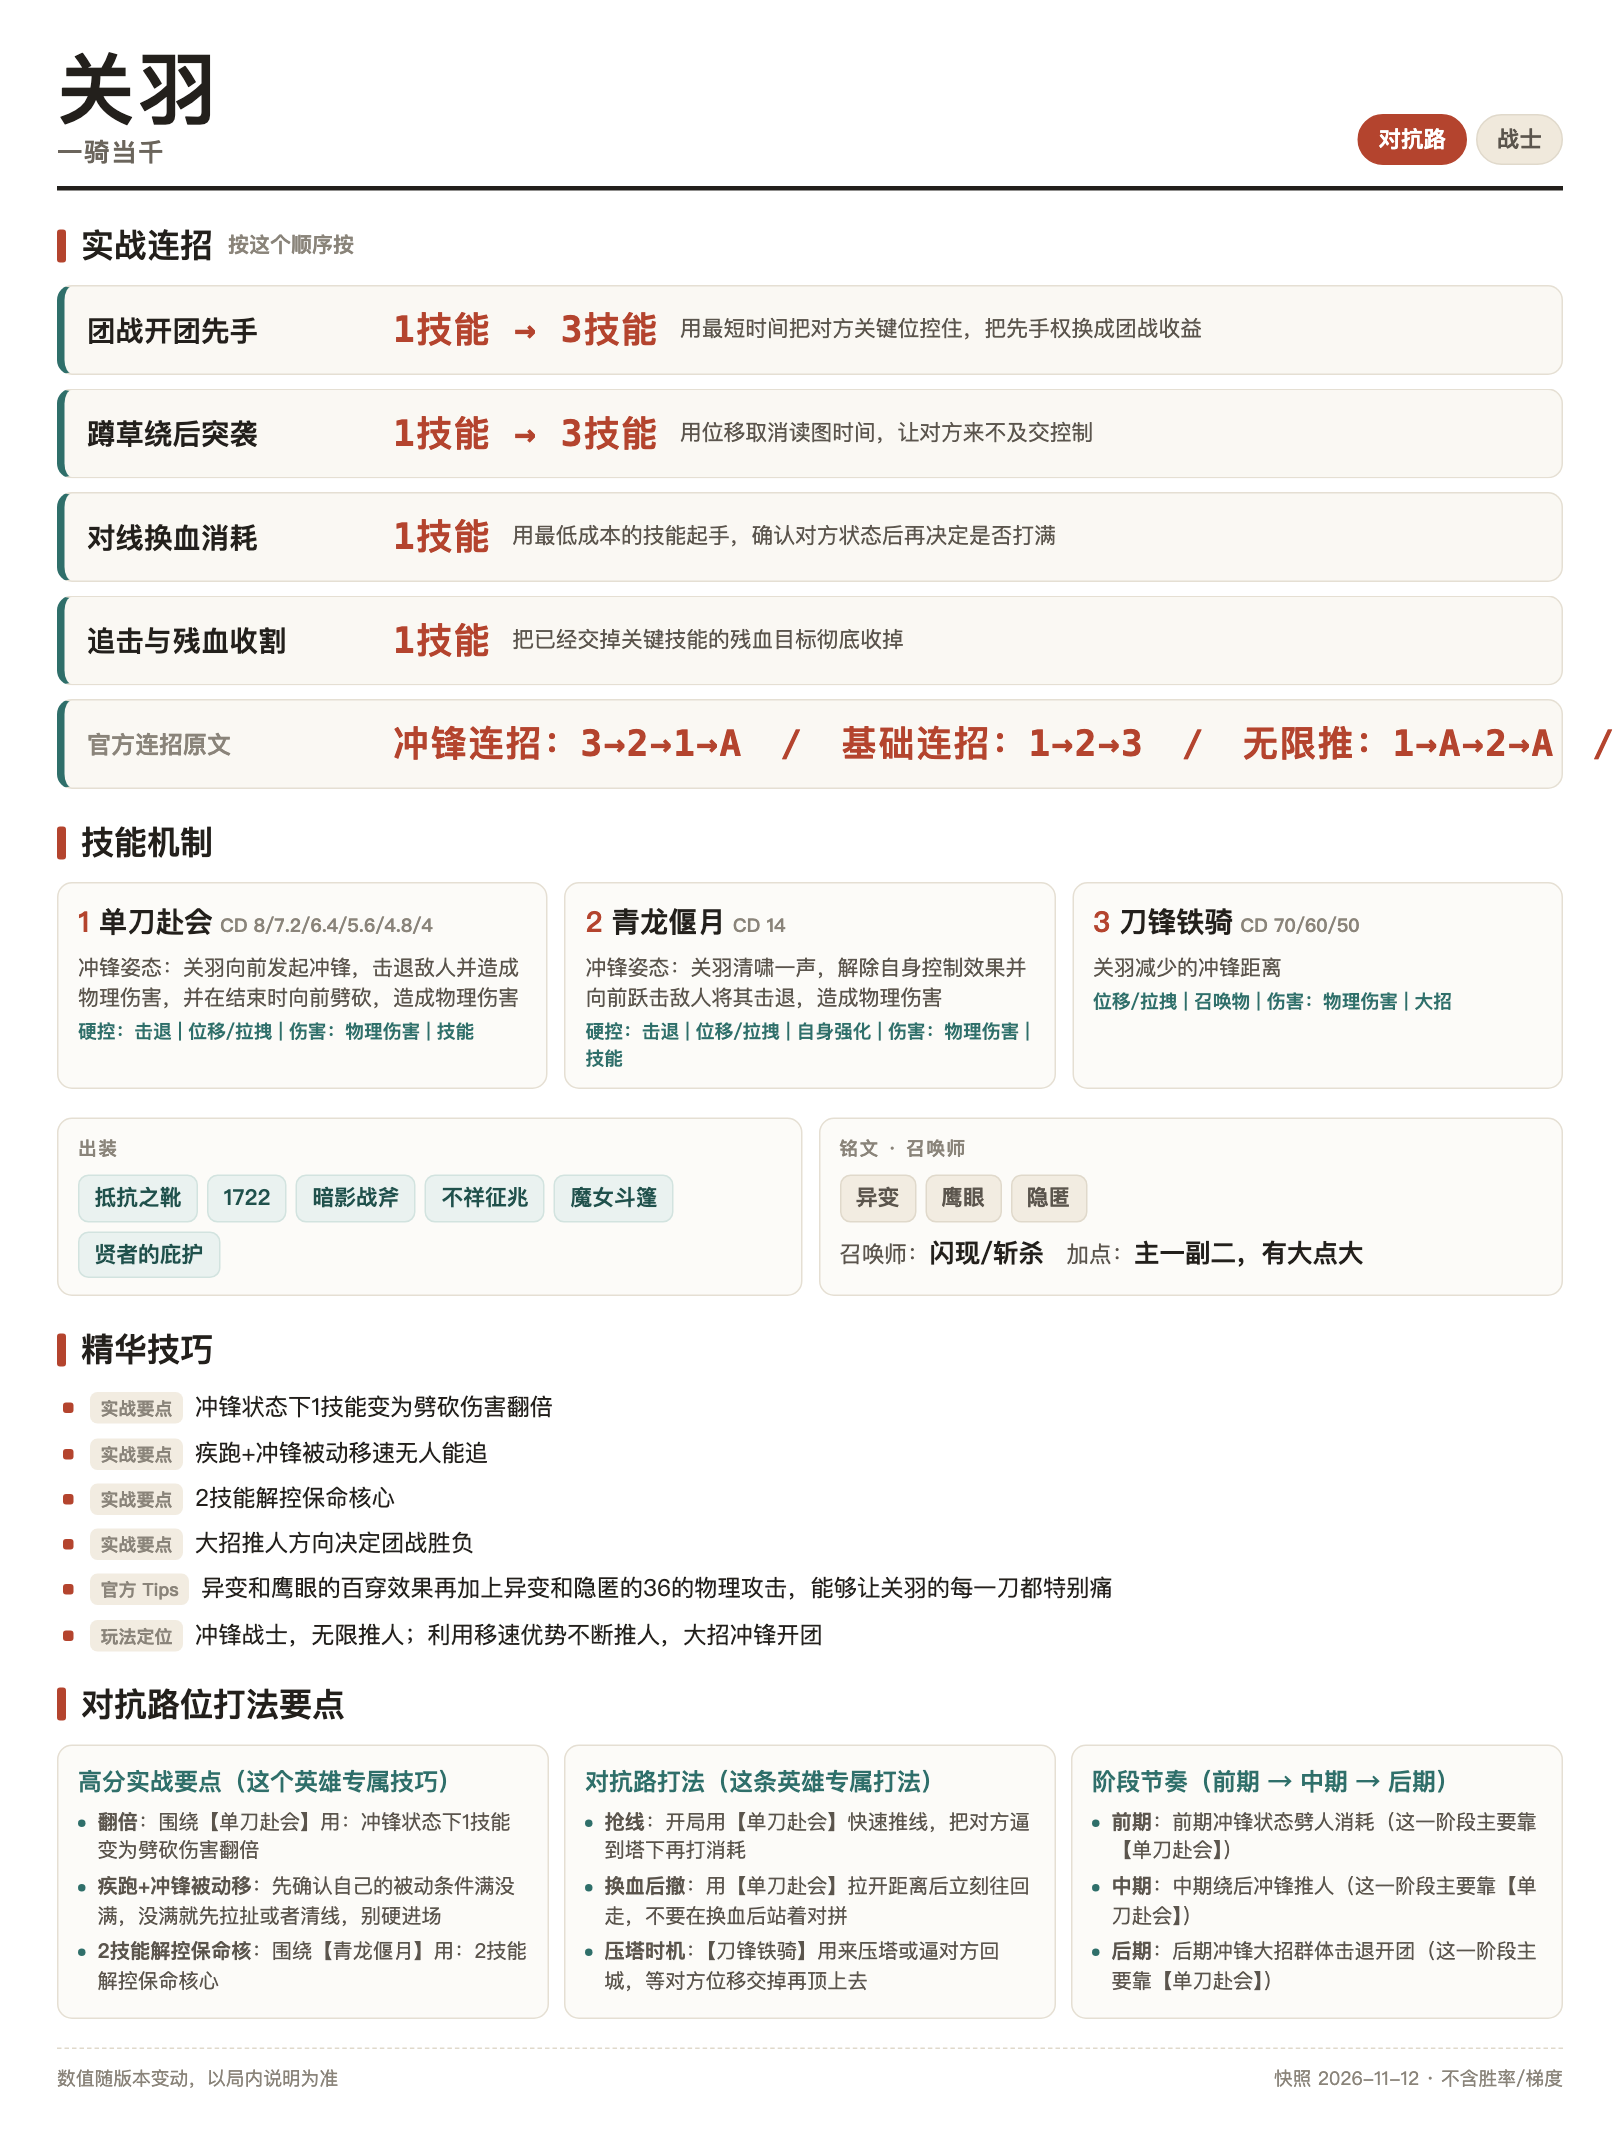 关羽
一骑当千
对抗路 战士
实战连招 按这个顺序按
团战开团先手 1技能 → 3技能 用最短时间把对方关键位控住，把先手权换成团战收益
蹲草绕后突袭 1技能 → 3技能 用位移取消读图时间，让对方来不及交控制
对线换血消耗 1技能 用最低成本的技能起手，确认对方状态后再决定是否打满
追击与残血收割 1技能 把已经交掉关键技能的残血目标彻底收掉
官方连招原文 冲锋连招：3→2→1→A / 基础连招：1→2→3 / 无限推：1→A→2→A /
技能机制
1 单刀赴会 CD 8/7.2/6.4/5.6/4.8/4
冲锋姿态：关羽向前发起冲锋，击退敌人并造成
物理伤害，并在结束时向前劈砍，造成物理伤害
硬控：击退 | 位移/拉拽 | 伤害：物理伤害 | 技能
2 青龙偃月 CD 14
冲锋姿态：关羽清啸一声，解除自身控制效果并
向前跃击敌人将其击退，造成物理伤害
硬控：击退 | 位移/拉拽 | 自身强化 | 伤害：物理伤害 |
技能
3 刀锋铁骑 CD 70/60/50
关羽减少的冲锋距离
位移/拉拽 | 召唤物 | 伤害：物理伤害 | 大招
出装
抵抗之靴 1722 暗影战斧 不祥征兆 魔女斗篷
贤者的庇护
铭文 · 召唤师
异变 鹰眼 隐匿
召唤师：闪现/斩杀 加点：主一副二，有大点大
精华技巧
实战要点 冲锋状态下1技能变为劈砍伤害翻倍
实战要点 疾跑+冲锋被动移速无人能追
实战要点 2技能解控保命核心
实战要点 大招推人方向决定团战胜负
官方 Tips 异变和鹰眼的百穿效果再加上异变和隐匿的36的物理攻击，能够让关羽的每一刀都特别痛
玩法定位 冲锋战士，无限推人；利用移速优势不断推人，大招冲锋开团
对抗路位打法要点
高分实战要点（这个英雄专属技巧）
翻倍：围绕【单刀赴会】用：冲锋状态下1技能
变为劈砍伤害翻倍
疾跑+冲锋被动移：先确认自己的被动条件满没
满，没满就先拉扯或者清线，别硬进场
2技能解控保命核：围绕【青龙偃月】用：2技能
解控保命核心
对抗路打法（这条英雄专属打法）
抢线：开局用【单刀赴会】快速推线，把对方逼
到塔下再打消耗
换血后撤：用【单刀赴会】拉开距离后立刻往回
走，不要在换血后站着对拼
压塔时机：【刀锋铁骑】用来压塔或逼对方回
城，等对方位移交掉再顶上去
阶段节奏（前期 → 中期 → 后期）
前期：前期冲锋状态劈人消耗（这一阶段主要靠
【单刀赴会】）
中期：中期绕后冲锋推人（这一阶段主要靠【单
刀赴会】）
后期：后期冲锋大招群体击退开团（这一阶段主
要靠【单刀赴会】）
数值随版本变动，以局内说明为准
快照 2026-11-12 · 不含胜率/梯度